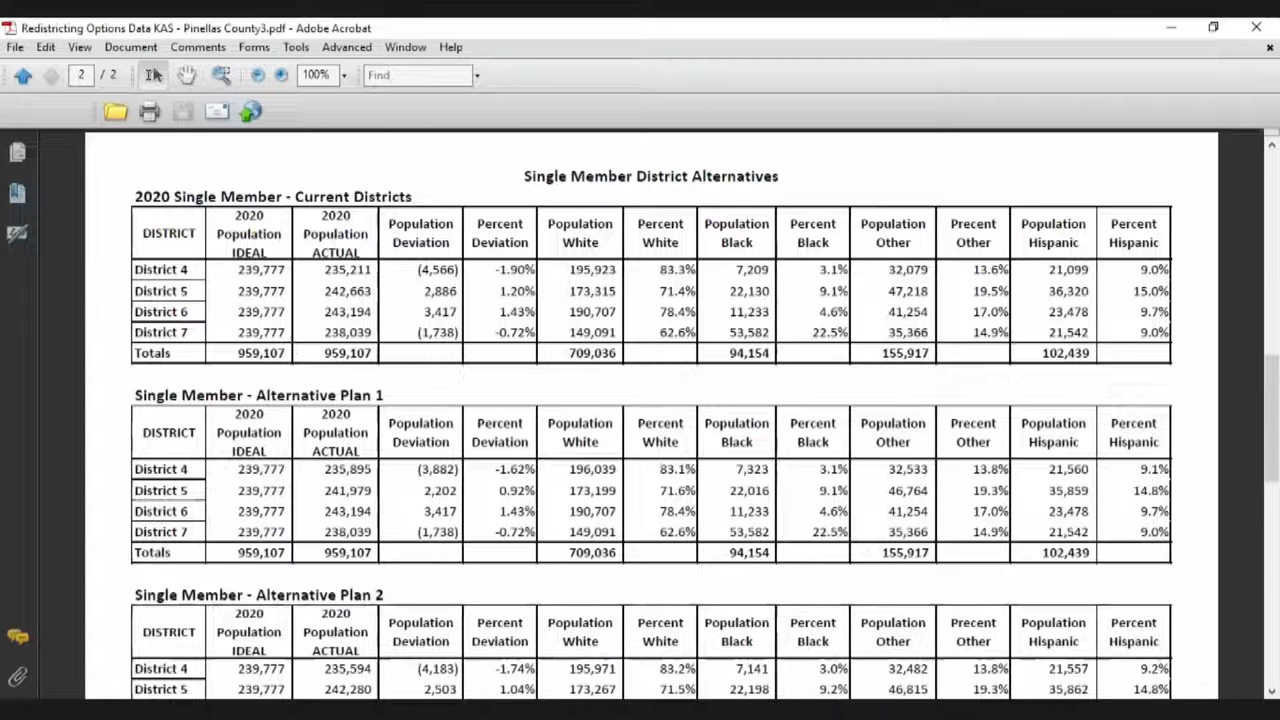 Redistricting Options Data KAS - Pinellas County3.pdf - Adobe Acrobat
File Edit View Document Comments Forms Tools Advanced Window Help
2 / 2 100% Find
Single Member District Alternatives
2020 Single Member - Current Districts
DISTRICT 2020 Population IDEAL 2020 Population ACTUAL Population Deviation Percent Deviation Population White Percent White Population Black Percent Black Population Other Precent Other Population Hispanic Percent Hispanic
District 4 239,777 235,211 (4,566) -1.90% 195,923 83.3% 7,209 3.1% 32,079 13.6% 21,099 9.0%
District 5 239,777 242,663 2,886 1.20% 173,315 71.4% 22,130 9.1% 47,218 19.5% 36,320 15.0%
District 6 239,777 243,194 3,417 1.43% 190,707 78.4% 11,233 4.6% 41,254 17.0% 23,478 9.7%
District 7 239,777 238,039 (1,738) -0.72% 149,091 62.6% 53,582 22.5% 35,366 14.9% 21,542 9.0%
Totals 959,107 959,107 709,036 94,154 155,917 102,439
Single Member - Alternative Plan 1
DISTRICT 2020 Population IDEAL 2020 Population ACTUAL Population Deviation Percent Deviation Population White Percent White Population Black Percent Black Population Other Precent Other Population Hispanic Percent Hispanic
District 4 239,777 235,895 (3,882) -1.62% 196,039 83.1% 7,323 3.1% 32,533 13.8% 21,560 9.1%
District 5 239,777 241,979 2,202 0.92% 173,199 71.6% 22,016 9.1% 46,764 19.3% 35,859 14.8%
District 6 239,777 243,194 3,417 1.43% 190,707 78.4% 11,233 4.6% 41,254 17.0% 23,478 9.7%
District 7 239,777 238,039 (1,738) -0.72% 149,091 62.6% 53,582 22.5% 35,366 14.9% 21,542 9.0%
Totals 959,107 959,107 709,036 94,154 155,917 102,439
Single Member - Alternative Plan 2
DISTRICT 2020 Population IDEAL 2020 Population ACTUAL Population Deviation Percent Deviation Population White Percent White Population Black Percent Black Population Other Precent Other Population Hispanic Percent Hispanic
District 4 239,777 235,594 (4,183) -1.74% 195,971 83.2% 7,141 3.0% 32,482 13.8% 21,557 9.2%
District 5 239,777 242,280 2,503 1.04% 173,267 71.5% 22,198 9.2% 46,815 19.3% 35,862 14.8%